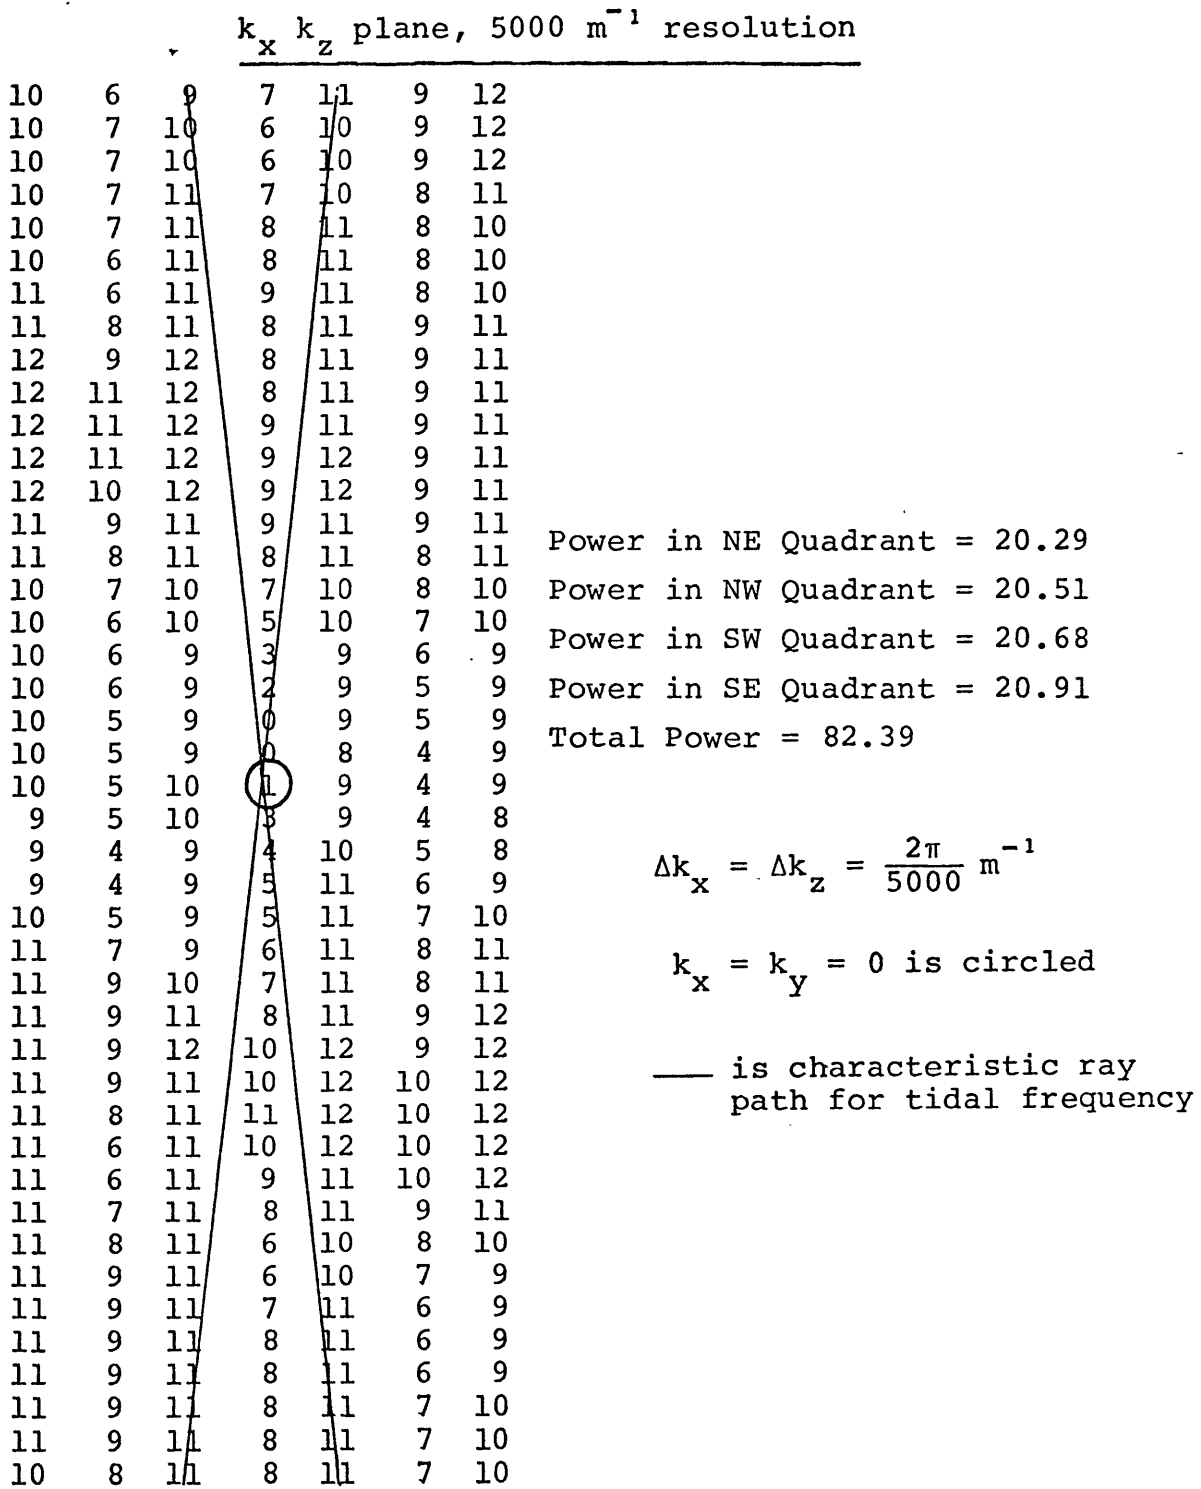 k_x k_z plane, 5000 m⁻¹ resolution
10 6 9 7 11 9 12
10 7 10 6 10 9 12
10 7 10 6 10 9 12
10 7 11 7 10 8 11
10 7 11 8 11 8 10
10 6 11 8 11 8 10
11 6 11 9 11 8 10
11 8 11 8 11 9 11
12 9 12 8 11 9 11
12 11 12 8 11 9 11
12 11 12 9 11 9 11
12 11 12 9 12 9 11
12 10 12 9 12 9 11
11 9 11 9 11 9 11
11 8 11 8 11 8 11
10 7 10 7 10 8 10
10 6 10 5 10 7 10
10 6 9 3 9 6 9
10 6 9 2 9 5 9
10 5 9 0 9 5 9
10 5 9 0 8 4 9
10 5 10 1 9 4 9
9 5 10 3 9 4 8
9 4 9 4 10 5 8
9 4 9 5 11 6 9
10 5 9 5 11 7 10
11 7 9 6 11 8 11
11 9 10 7 11 8 11
11 9 11 8 11 9 12
11 9 12 10 12 9 12
11 9 11 10 12 10 12
11 8 11 11 12 10 12
11 6 11 10 12 10 12
11 6 11 9 11 10 12
11 7 11 8 11 9 11
11 8 11 6 10 8 10
11 9 11 6 10 7 9
11 9 11 7 11 6 9
11 9 11 8 11 6 9
11 9 11 8 11 6 9
11 9 11 8 11 7 10
11 9 11 8 11 7 10
10 8 11 8 11 7 10
Power in NE Quadrant = 20.29
Power in NW Quadrant = 20.51
Power in SW Quadrant = 20.68
Power in SE Quadrant = 20.91
Total Power = 82.39
Δk_x = Δk_z = 2π/5000 m⁻¹
k_x = k_y = 0 is circled
— is characteristic ray
path for tidal frequency